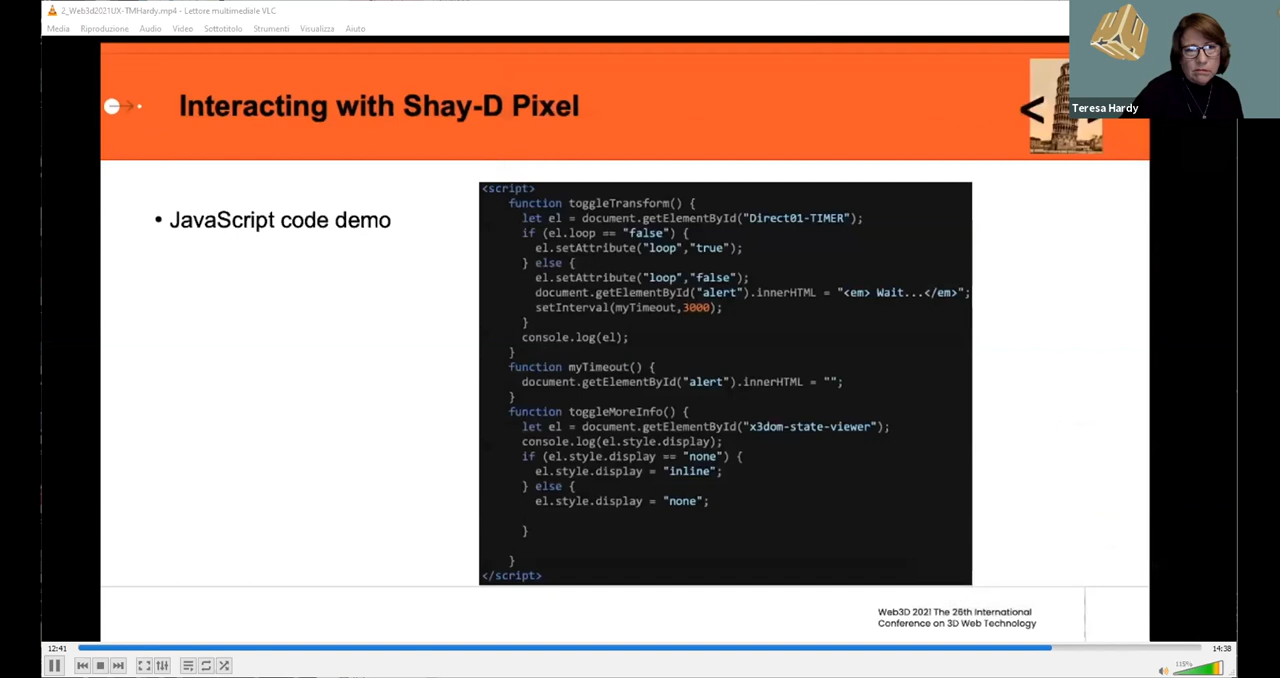 2_Web3d2021UX-TMHardy.mp4 - Lettore multimediale VLC
Media Riproduzione Audio Video Sottotitolo Strumenti Visualizza Aiuto
Teresa Hardy
Interacting with Shay-D Pixel
<
• JavaScript code demo
<script>
function toggleTransform() {
let el = document.getElementById("Direct01-TIMER");
if (el.loop == "false") {
el.setAttribute("loop","true");
} else {
el.setAttribute("loop","false");
document.getElementById("alert").innerHTML = "<em> Wait...</em>";
setInterval(myTimeout,3000);
}
console.log(el);
}
function myTimeout() {
document.getElementById("alert").innerHTML = "";
}
function toggleMoreInfo() {
let el = document.getElementById("x3dom-state-viewer");
console.log(el.style.display);
if (el.style.display == "none") {
el.style.display = "inline";
} else {
el.style.display = "none";
}
}
</script>
Web3D 2021 The 26th International
Conference on 3D Web Technology
12:41
14:38
115%